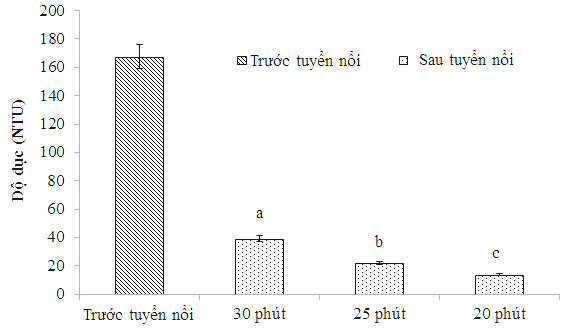 200
180
160
140
120
100
80
60
40
20
0
Độ dục (NTU)
Trước tuyển nổi
Sau tuyển nổi
a
b
c
Trước tuyển nổi
30 phút
25 phút
20 phút